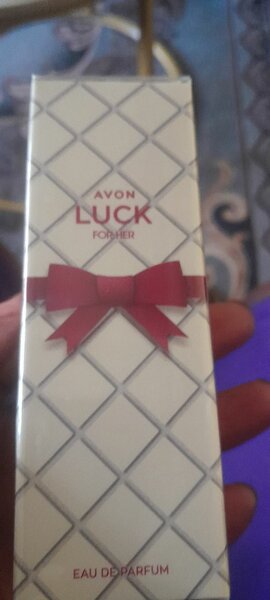 AVON
LUCK
FOR HER
EAU DE PARFUM